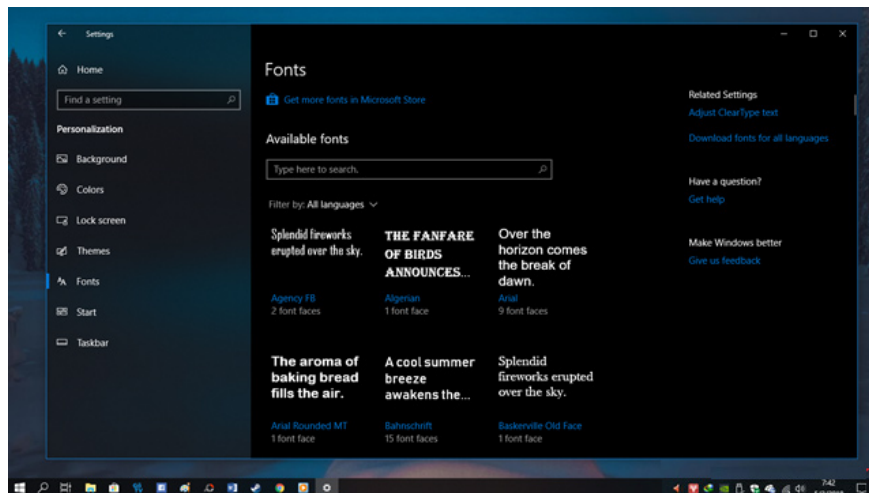 Settings
Home
Find a setting
Personalization
Background
Colors
Lock screen
Themes
Fonts
Start
Taskbar
Fonts
Get more fonts in Microsoft Store
Available fonts
Type here to search.
Filter by: All languages
Splendid fireworks
erupted over the sky.
Agency FB
2 font faces
THE FANFARE
OF BIRDS
ANNOUNCES...
Algerian
1 font face
Over the
horizon comes
the break of
dawn.
Arial
9 font faces
The aroma of
baking bread
fills the air.
Arial Rounded MT
1 font face
A cool summer
breeze
awakens the...
Bahnschrift
15 font faces
Splendid
fireworks erupted
over the sky.
Baskerville Old Face
1 font face
Related Settings
Adjust ClearType text
Download fonts for all languages
Have a question?
Get help
Make Windows better
Give us feedback
7:42